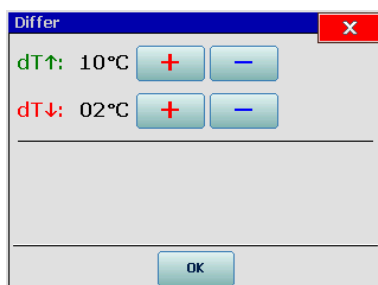 Differ X
dT↑: 10°C + −
dT↓: 02°C + −
OK